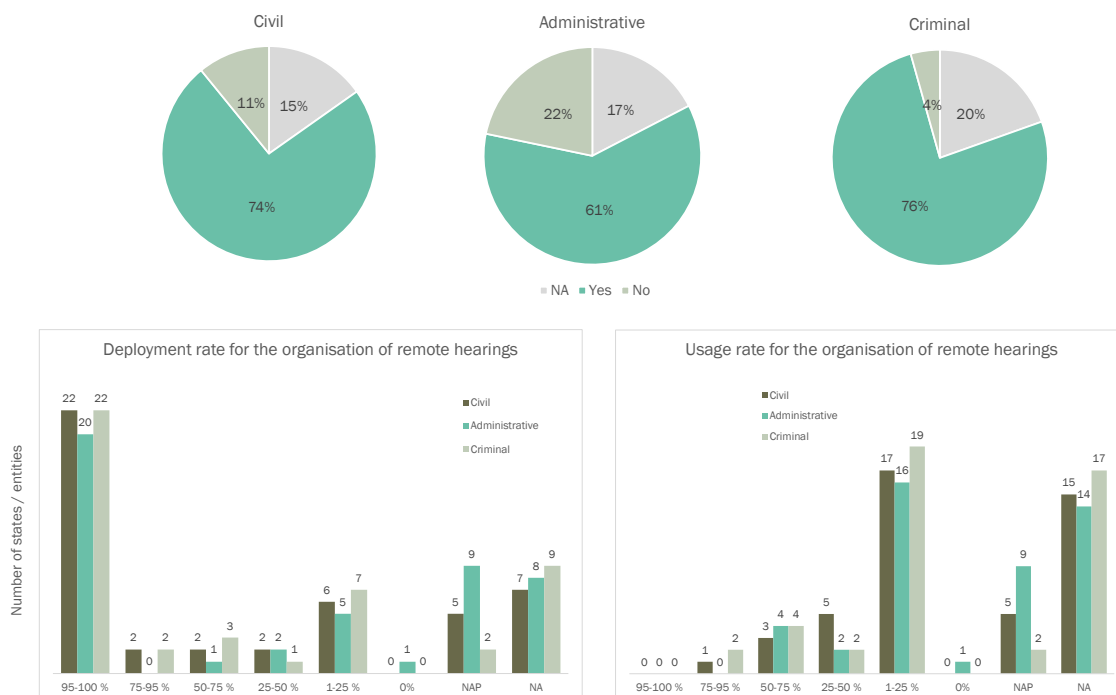 Civil
Administrative
Criminal
11%
15%
74%
22%
17%
61%
4%
20%
76%
NA Yes No
Deployment rate for the organisation of remote hearings
Number of states / entities
Civil
Administrative
Criminal
22 20 22
2 0 2
2 1 3
2 2 1
6 5 7
0 1 0
5 9 2
7 8 9
95-100 % 75-95 % 50-75 % 25-50 % 1-25 % 0% NAP NA
Usage rate for the organisation of remote hearings
Civil
Administrative
Criminal
0 0 0
1 0 2
3 4 4
5 2 2
17 16 19
0 1 0
5 9 2
15 14 17
95-100 % 75-95 % 50-75 % 25-50 % 1-25 % 0% NAP NA